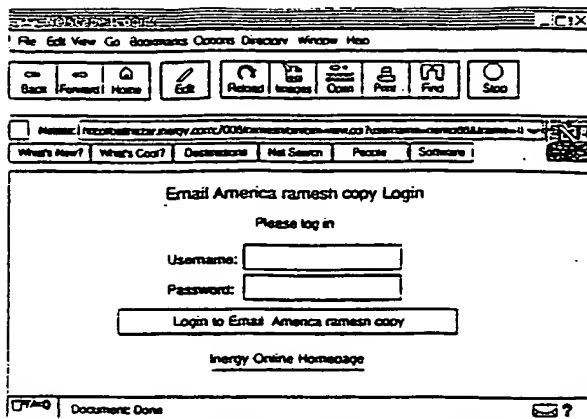 File Edit View Go Bookmarks Options Directory Window Help
Back Forward Home Edit Reload Images Open Print Find Stop
What's New? What's Cool? Destinations Net Search People Software
Email America ramesh copy Login
Please log in
Username:
Password:
Login to Email America ramesh copy
Inergy Online Homepage
Document: Done
?